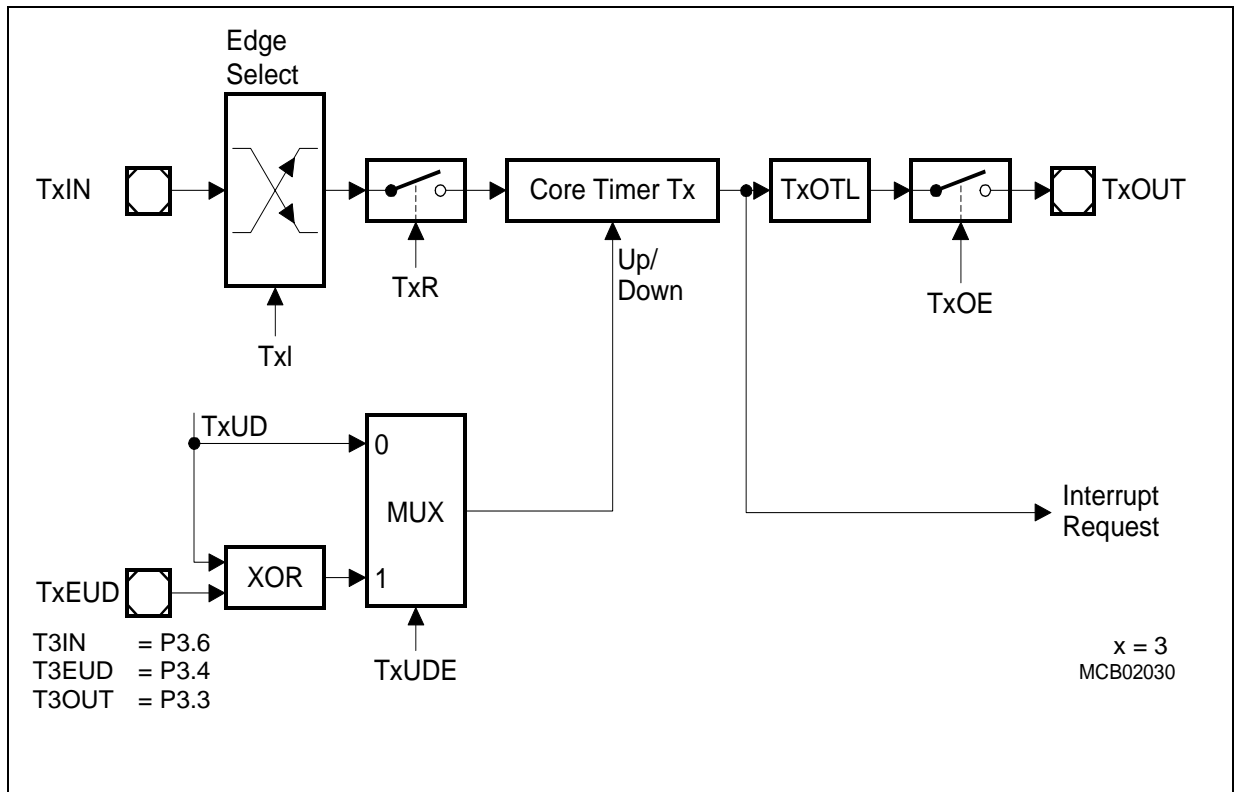 Edge
Select
TxIN
Core Timer Tx
TxOTL
TxOUT
TxR
Up/
Down
TxOE
TxI
TxUD
0
MUX
Interrupt
Request
XOR
1
TxEUD
T3IN = P3.6
T3EUD = P3.4
T3OUT = P3.3
TxUDE
x = 3
MCB02030